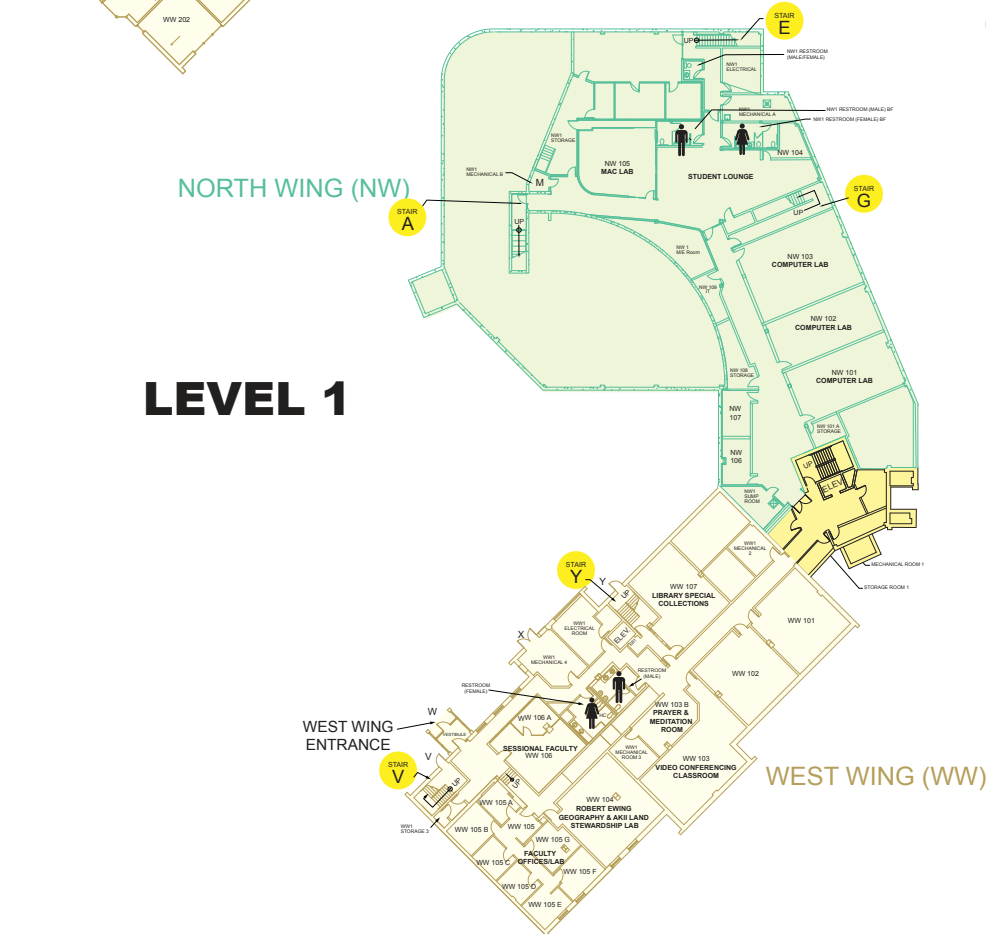 WW 202
STAIR
E
UP
NW1 RESTROOM
(MALE/FEMALE)
NW1
ELECTRICAL
NW1
MECHANICAL A
NW1 RESTROOM (MALE) BF
NW1 RESTROOM (FEMALE) BF
NW1
STORAGE
NW 105
MAC LAB
NW 104
STUDENT LOUNGE
NW1
MECHANICAL B
M
NORTH WING (NW)
STAIR
A
UP
STAIR
G
UP
NW 1
M/E Room
NW 103
COMPUTER LAB
NW 109
IT
NW 102
COMPUTER LAB
NW 108
STORAGE
NW 101
COMPUTER LAB
LEVEL 1
NW
107
NW 101 A
STORAGE
NW
106
UP
ELEV
NW1
SUMP
ROOM
MECHANICAL ROOM 1
STORAGE ROOM 1
WW1
MECHANICAL
2
STAIR
Y
Y
UP
WW 107
LIBRARY SPECIAL
COLLECTIONS
WW 101
WW1
ELECTRICAL
ROOM
ELEV
X
WW1
MECHANICAL 4
RESTROOM
(MALE)
WW 102
RESTROOM
(FEMALE)
WW 103 B
PRAYER &
MEDITATION
ROOM
W
WW 106 A
WEST WING
ENTRANCE
VESTIBULE
SESSIONAL FACULTY
WW 106
WW1
MECHANICAL
ROOM 3
V
WW 103
VIDEO CONFERENCING
CLASSROOM
WEST WING (WW)
STAIR
V
UP
UP
WW 104
ROBERT EWING
GEOGRAPHY & AKII LAND
STEWARDSHIP LAB
WW 105 A
WW1
STORAGE 3
WW 105 B
WW 105
WW 105 G
FACULTY
OFFICES/LAB
WW 105 C
WW 105 F
WW 105 D
WW 105 E